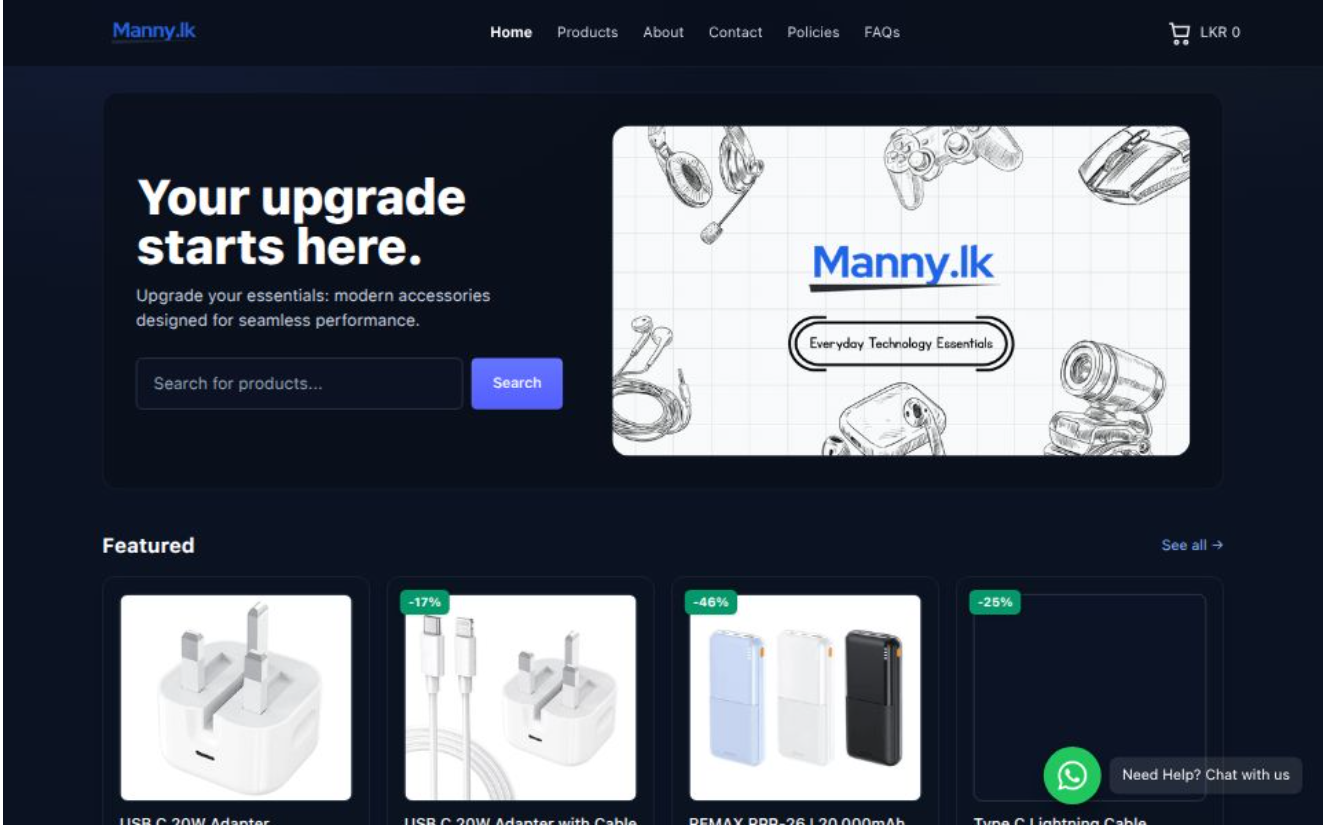 Manny.lk
Home Products About Contact Policies FAQs
LKR 0
Your upgrade
starts here.
Upgrade your essentials: modern accessories
designed for seamless performance.
Search for products...
Search
Manny.lk
Everyday Technology Essentials
Featured
See all →
-17%
-46%
-25%
Need Help? Chat with us
USB C 20W Adapter
USB C 20W Adapter with Cable
REMAX RPP-26 | 20,000mAh
Type C Lightning Cable